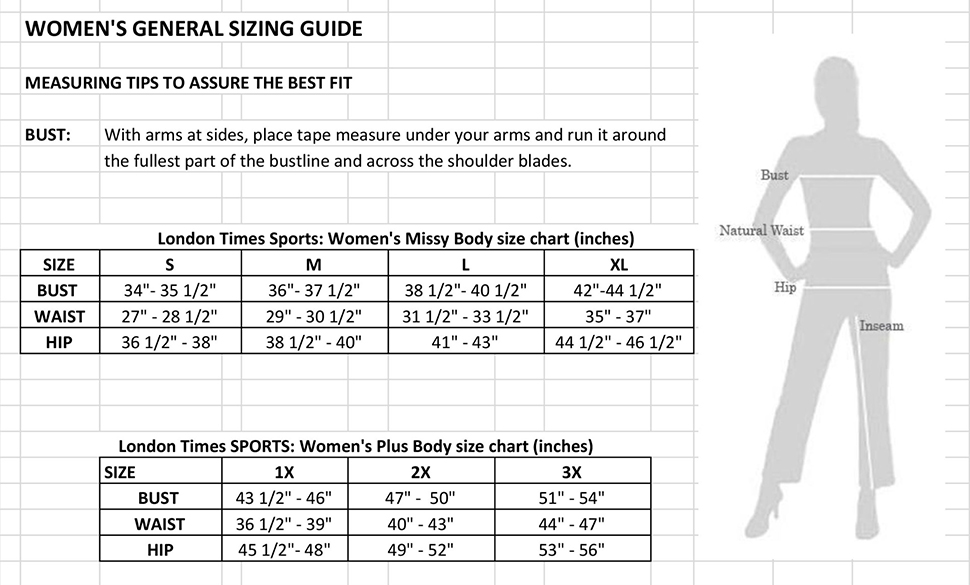 WOMEN'S GENERAL SIZING GUIDE
MEASURING TIPS TO ASSURE THE BEST FIT
BUST: With arms at sides, place tape measure under your arms and run it around
the fullest part of the bustline and across the shoulder blades.
London Times Sports: Women's Missy Body size chart (inches)
SIZE S M L XL
BUST 34"- 35 1/2" 36"- 37 1/2" 38 1/2"- 40 1/2" 42"-44 1/2"
WAIST 27" - 28 1/2" 29" - 30 1/2" 31 1/2" - 33 1/2" 35" - 37"
HIP 36 1/2" - 38" 38 1/2" - 40" 41" - 43" 44 1/2" - 46 1/2"
London Times SPORTS: Women's Plus Body size chart (inches)
SIZE 1X 2X 3X
BUST 43 1/2" - 46" 47" -  50" 51" - 54"
WAIST 36 1/2" - 39" 40" - 43" 44" - 47"
HIP 45 1/2"- 48" 49" - 52" 53" - 56"
Bust
Natural Waist
Hip
Inseam